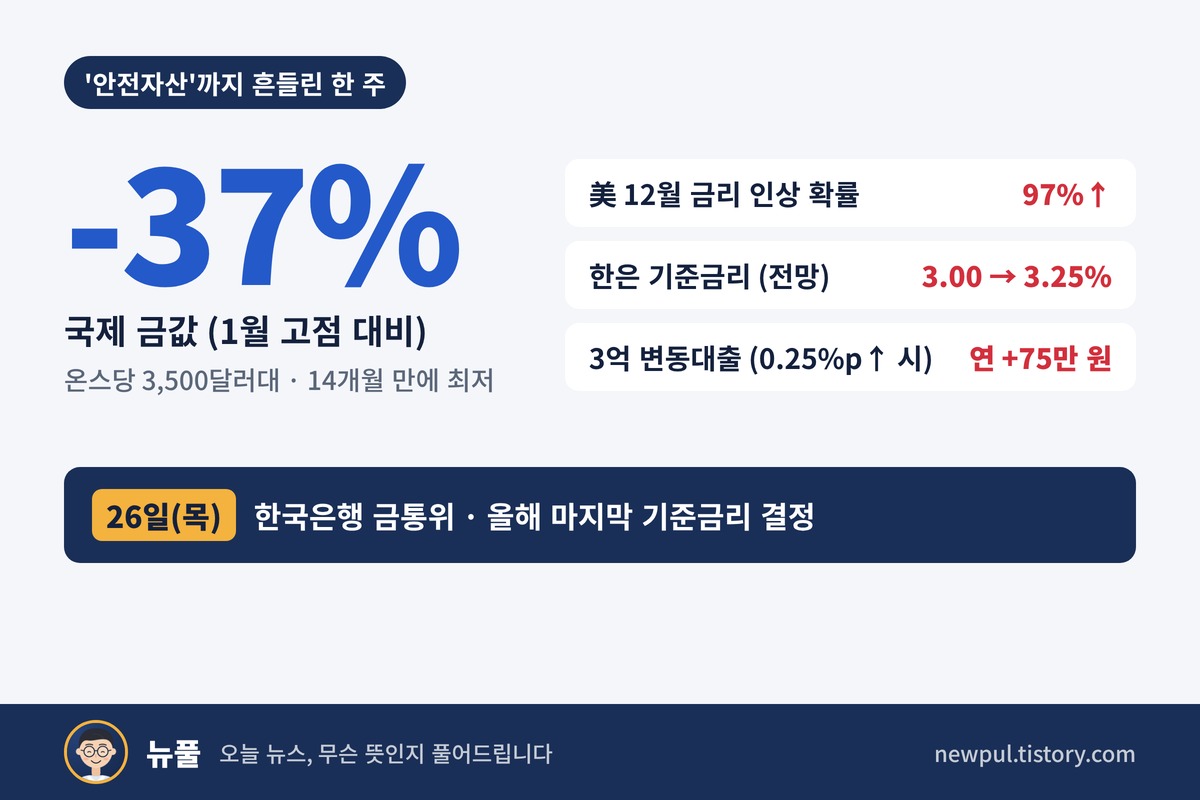 '안전자산'까지 흔들린 한 주
-37%
국제 금값 (1월 고점 대비)
온스당 3,500달러대 · 14개월 만에 최저
美 12월 금리 인상 확률 97%↑
한은 기준금리 (전망) 3.00 → 3.25%
3억 변동대출 (0.25%p↑ 시) 연 +75만 원
26일(목) 한국은행 금통위 · 올해 마지막 기준금리 결정
뉴풀 오늘 뉴스, 무슨 뜻인지 풀어드립니다 newpul.tistory.com